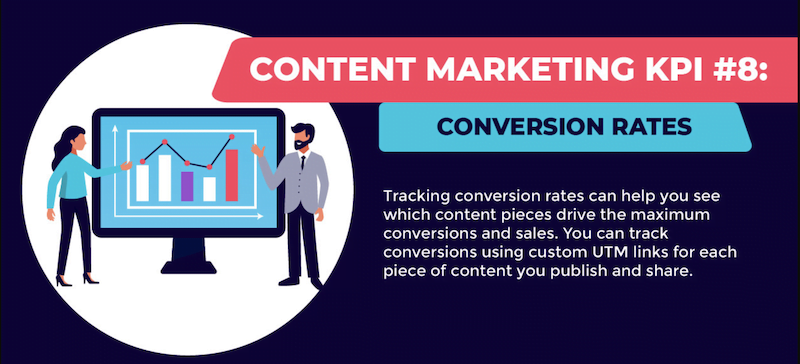 CONTENT MARKETING KPI #8:
CONVERSION RATES
Tracking conversion rates can help you see
which content pieces drive the maximum
conversions and sales. You can track
conversions using custom UTM links for each
piece of content you publish and share.